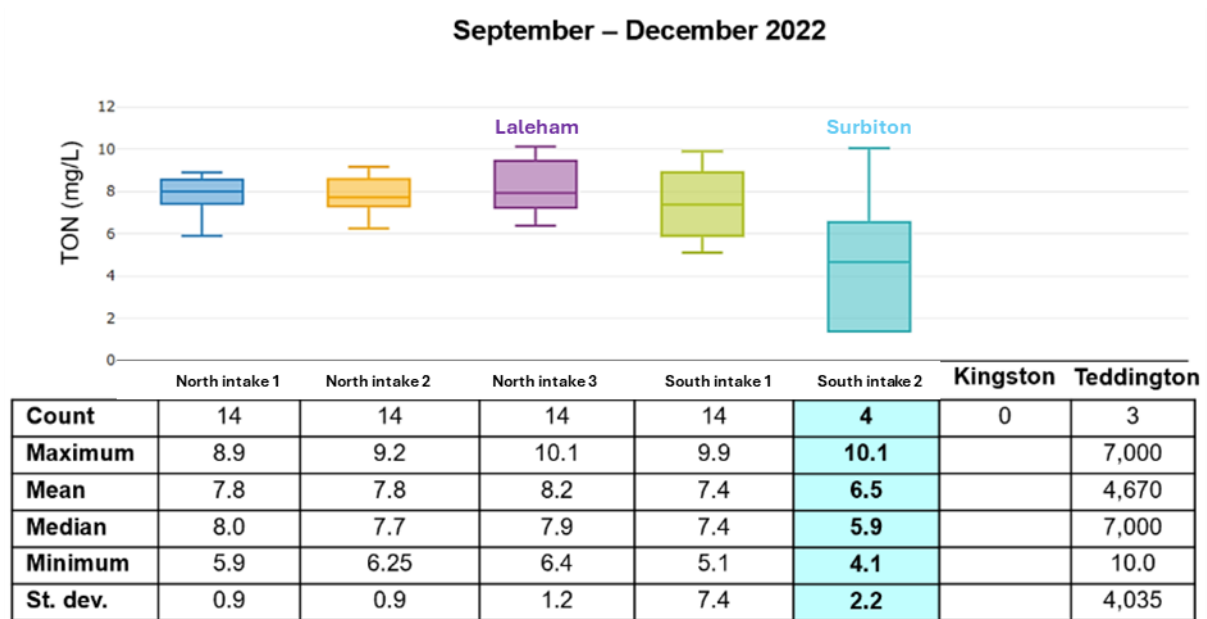 September – December 2022
TON (mg/L)
12
10
8
6
4
2
0
Laleham
Surbiton
North intake 1 North intake 2 North intake 3 South intake 1 South intake 2 Kingston Teddington
Count 14 14 14 14 4 0 3
Maximum 8.9 9.2 10.1 9.9 10.1 7,000
Mean 7.8 7.8 8.2 7.4 6.5 4,670
Median 8.0 7.7 7.9 7.4 5.9 7,000
Minimum 5.9 6.25 6.4 5.1 4.1 10.0
St. dev. 0.9 0.9 1.2 7.4 2.2 4,035